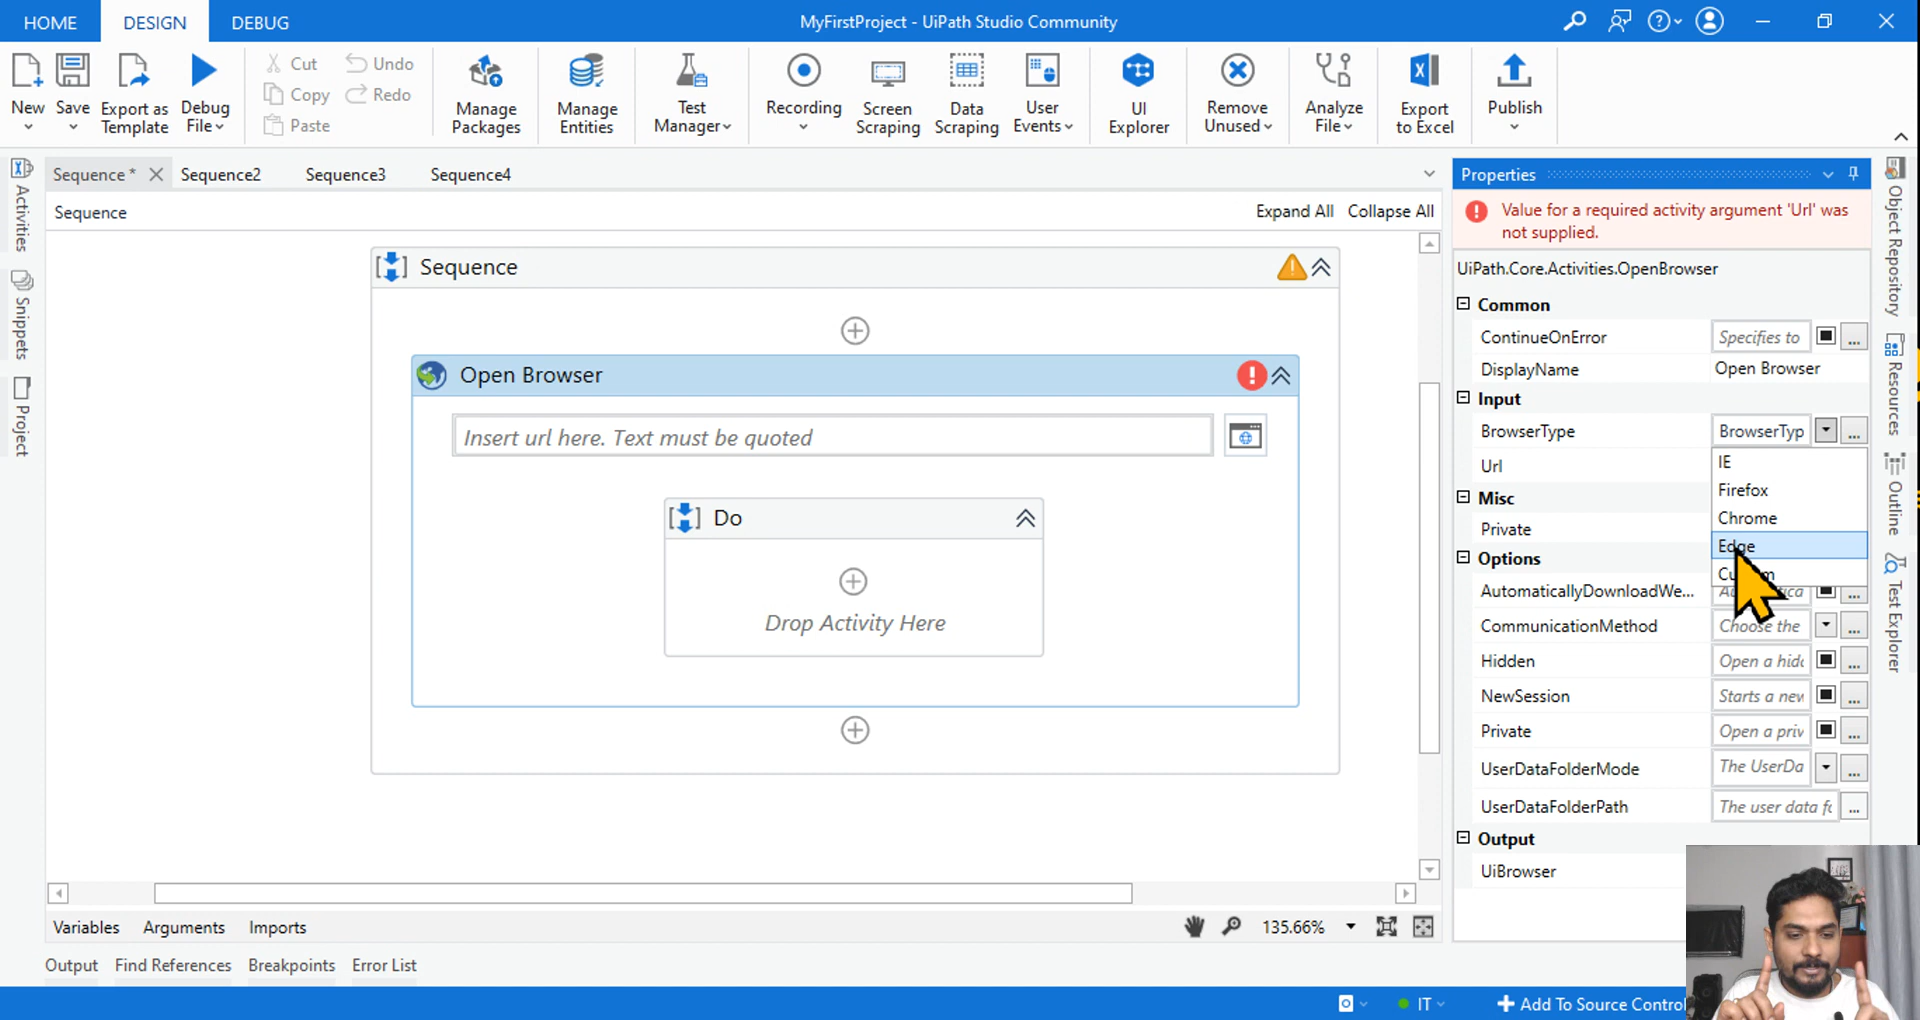 HOME DESIGN DEBUG MyFirstProject - UiPath Studio Community
New Save Export as Template Debug File
Cut Copy Paste Undo Redo
Manage Packages Manage Entities Test Manager Recording Screen Scraping Data Scraping User Events UI Explorer Remove Unused Analyze File Export to Excel Publish
Activities
Snippets
Project
Sequence * Sequence2 Sequence3 Sequence4
Sequence Expand All Collapse All
Sequence
Open Browser
Insert url here. Text must be quoted
Do
Drop Activity Here
Variables Arguments Imports 135.66%
Output Find References Breakpoints Error List
Properties
Value for a required activity argument 'Url' was
not supplied.
UiPath.Core.Activities.OpenBrowser
Common
ContinueOnError Specifies to ...
DisplayName Open Browser
Input
BrowserType BrowserTyp ...
IE
Url
Firefox
Misc
Chrome
Private
Edge
Options
AutomaticallyDownloadWe... ...
CommunicationMethod Choose the ...
Hidden Open a hid ...
NewSession Starts a new ...
Private Open a priv ...
UserDataFolderMode The UserDa ...
UserDataFolderPath The user data fo ...
Output
UiBrowser
Object Repository
Resources
Outline
Test Explorer
IT Add To Source Control